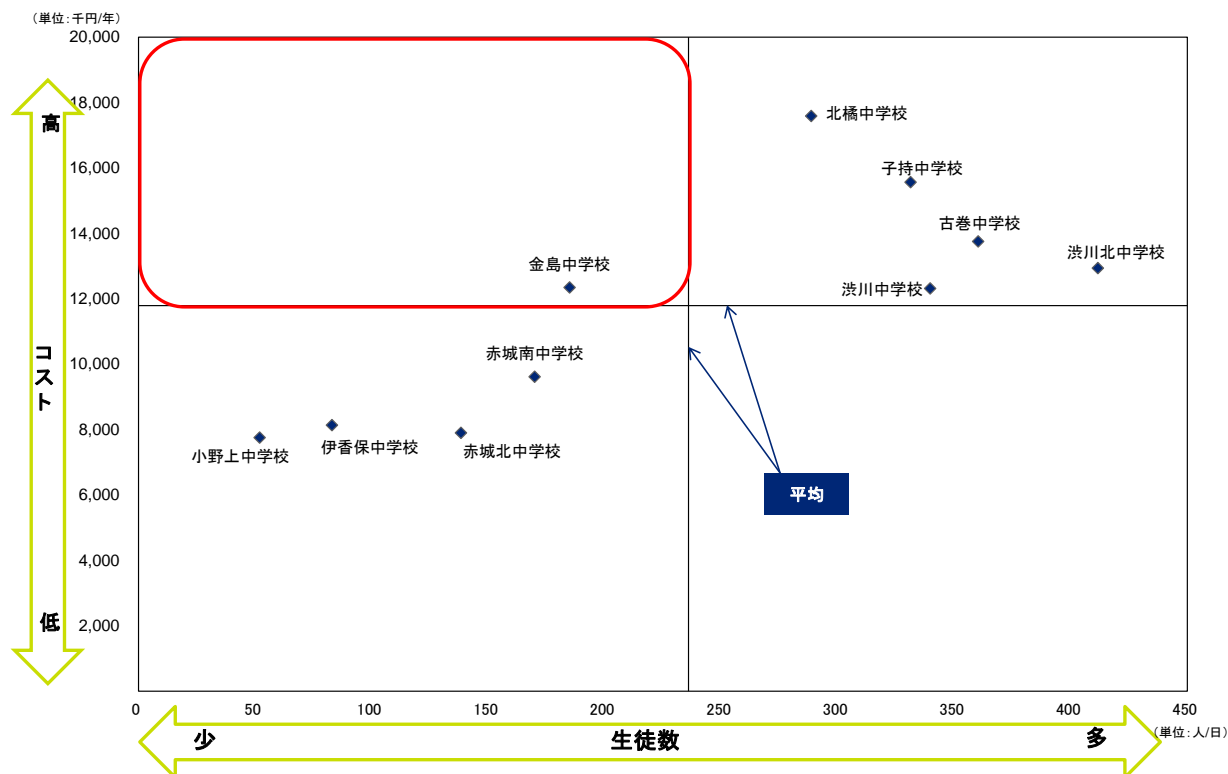 (単位:千円/年)
20,000
18,000
16,000
14,000
12,000
10,000
8,000
6,000
4,000
2,000
高
コスト
低
北橘中学校
子持中学校
古巻中学校
渋川北中学校
金島中学校
渋川中学校
赤城南中学校
小野上中学校
伊香保中学校
赤城北中学校
平均
0 50 100 150 200 250 300 350 400 450
少 生徒数 多
(単位:人/日)